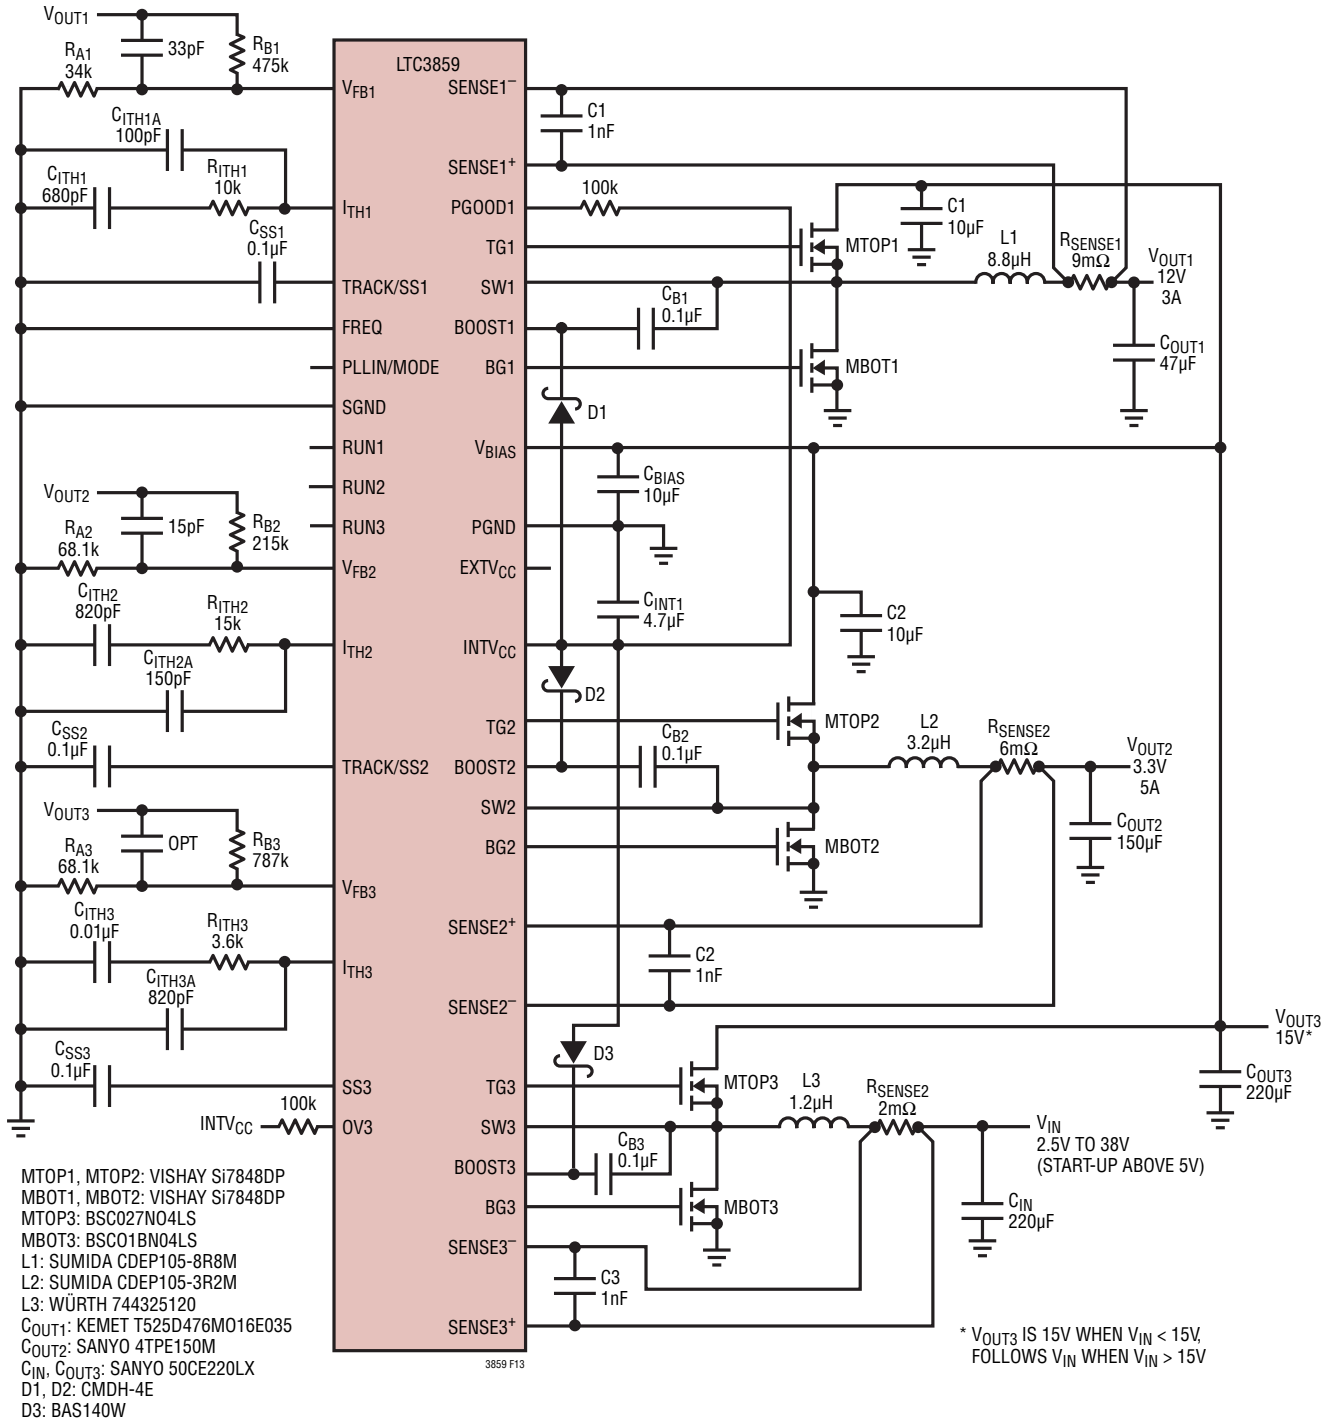 VOUT1
33pF
RB1
475k
RA1
34k
VFB1
CITH1A
100pF
CITH1
680pF
RITH1
10k
ITH1
CSS1
0.1µF
TRACK/SS1
FREQ
PLLIN/MODE
SGND
RUN1
RUN2
RUN3
VOUT2
15pF
RB2
215k
RA2
68.1k
VFB2
CITH2
820pF
RITH2
15k
ITH2
CITH2A
150pF
CSS2
0.1µF
TRACK/SS2
VOUT3
OPT
RB3
787k
RA3
68.1k
VFB3
CITH3
0.01µF
RITH3
3.6k
ITH3
CITH3A
820pF
CSS3
0.1µF
SS3
100k
INTVCC
OV3
LTC3859
SENSE1–
SENSE1+
PGOOD1
TG1
SW1
BOOST1
BG1
VBIAS
PGND
EXTVCC
INTVCC
TG2
BOOST2
SW2
BG2
SENSE2+
SENSE2–
TG3
SW3
BOOST3
BG3
SENSE3–
SENSE3+
C1
1nF
100k
MTOP1
C1
10µF
L1
8.8µH
RSENSE1
9mΩ
VOUT1
12V
3A
CB1
0.1µF
MBOT1
COUT1
47µF
D1
CBIAS
10µF
CINT1
4.7µF
C2
10µF
D2
MTOP2
L2
3.2µH
RSENSE2
6mΩ
VOUT2
3.3V
5A
CB2
0.1µF
MBOT2
COUT2
150µF
C2
1nF
D3
MTOP3
L3
1.2µH
RSENSE2
2mΩ
VOUT3
15V*
COUT3
220µF
VIN
2.5V TO 38V
(START-UP ABOVE 5V)
CB3
0.1µF
MBOT3
CIN
220µF
C3
1nF
MTOP1, MTOP2: VISHAY Si7848DP
MBOT1, MBOT2: VISHAY Si7848DP
MTOP3: BSC027NO4LS
MBOT3: BSCO1BN04LS
L1: SUMIDA CDEP105-8R8M
L2: SUMIDA CDEP105-3R2M
L3: WÜRTH 744325120
COUT1: KEMET T525D476MO16E035
COUT2: SANYO 4TPE150M
CIN, COUT3: SANYO 50CE220LX
D1, D2: CMDH-4E
D3: BAS140W
3859 F13
* VOUT3 IS 15V WHEN VIN < 15V,
FOLLOWS VIN WHEN VIN > 15V